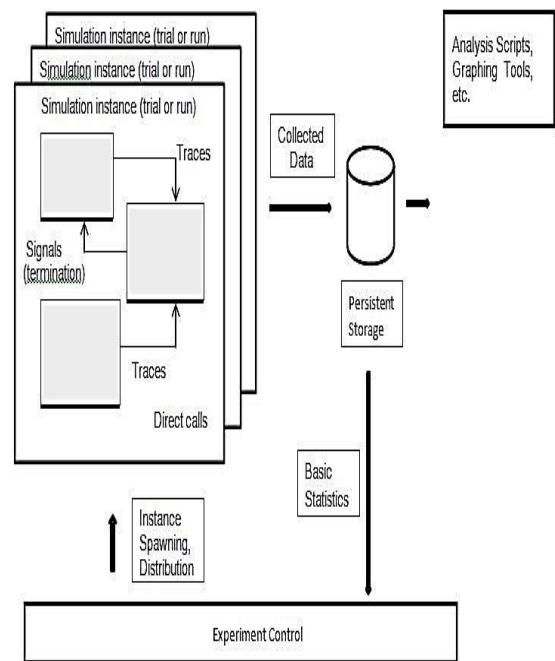 Simulation instance (trial or run)
Simulation instance (trial or run)
Simulation instance (trial or run)
Traces
Signals
(termination)
Traces
Direct calls
Collected
Data
Analysis Scripts,
Graphing Tools,
etc.
Persistent
Storage
Basic
Statistics
Instance
Spawning,
Distribution
Experiment Control